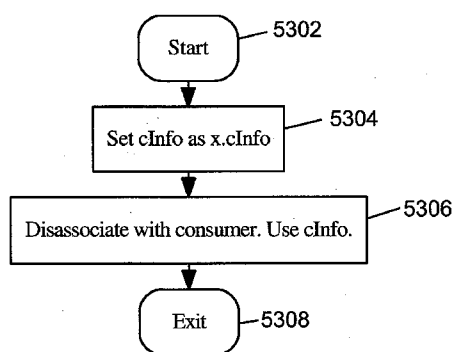 Start
5302
Set cInfo as x.cInfo
5304
Disassociate with consumer. Use cInfo.
5306
Exit
5308